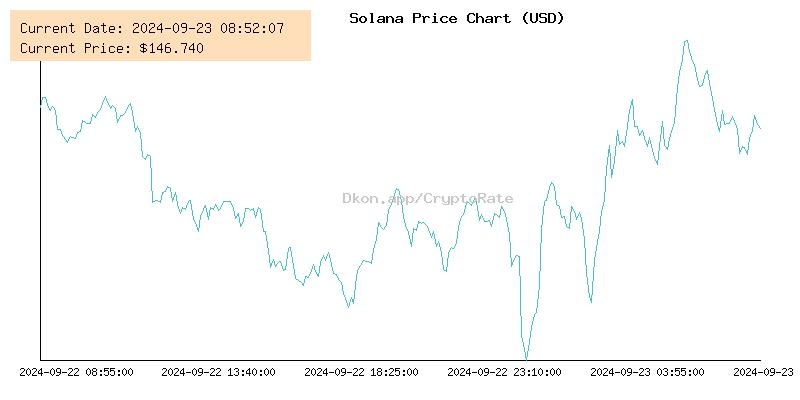 Solana Price Chart (USD)
Current Date: 2024-09-23 08:52:07
Current Price: $146.740
Dkon.app/CryptoRate
2024-09-22 08:55:00 2024-09-22 13:40:00 2024-09-22 18:25:00 2024-09-22 23:10:00 2024-09-23 03:55:00 2024-09-23